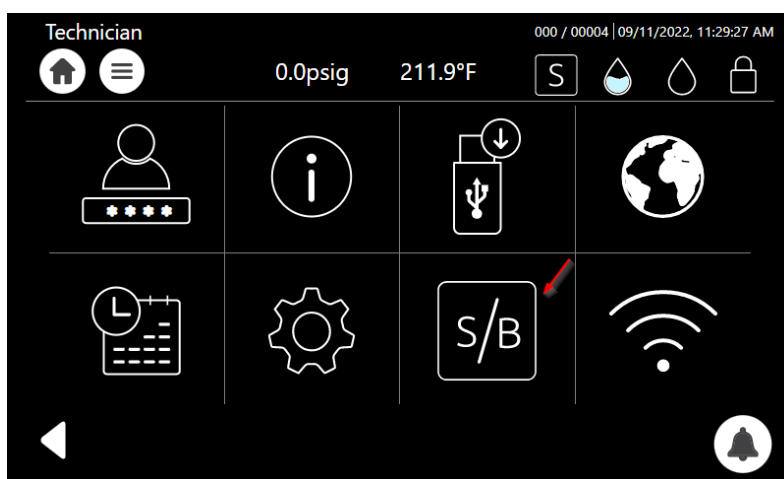 Technician
000 / 00004 | 09/11/2022, 11:29:27 AM
0.0psig 211.9°F S
i
****
S/B